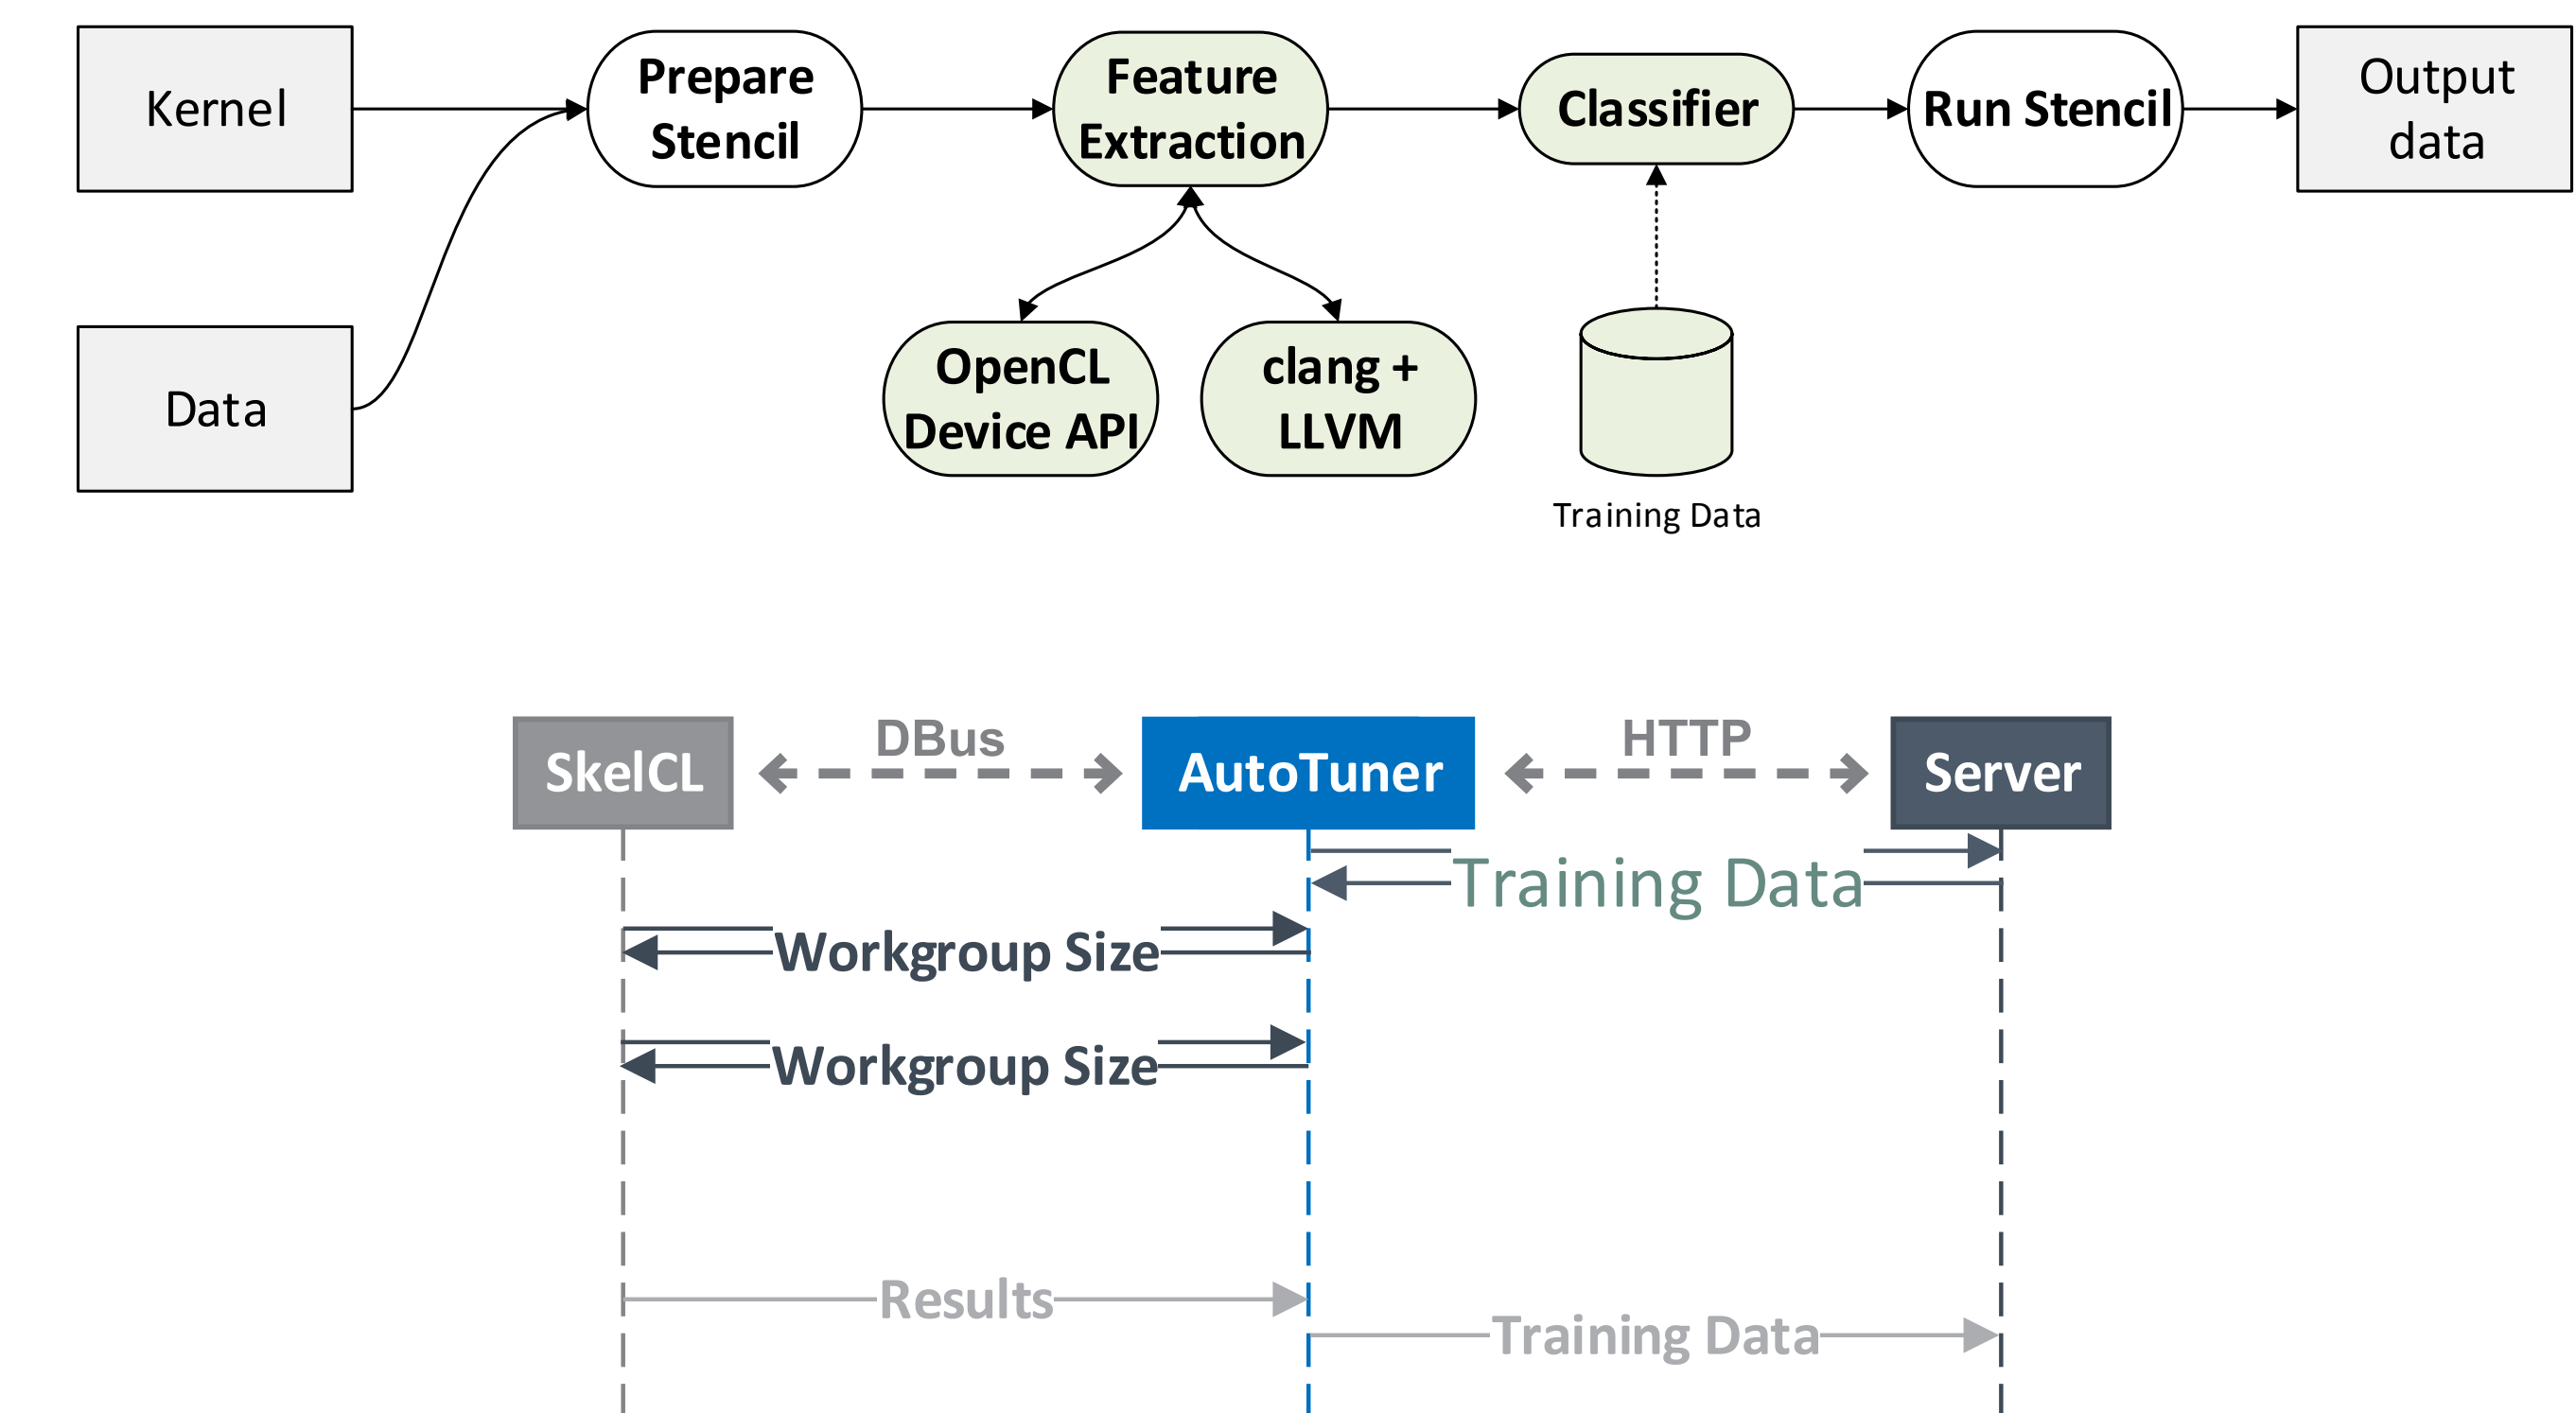 Kernel
Prepare
Stencil
Feature
Extraction
Classifier
Run Stencil
Output
data
Data
OpenCL
Device API
clang +
LLVM
Training Data
SkelCL
DBus
AutoTuner
HTTP
Server
Training Data
Workgroup Size
Workgroup Size
Results
Training Data